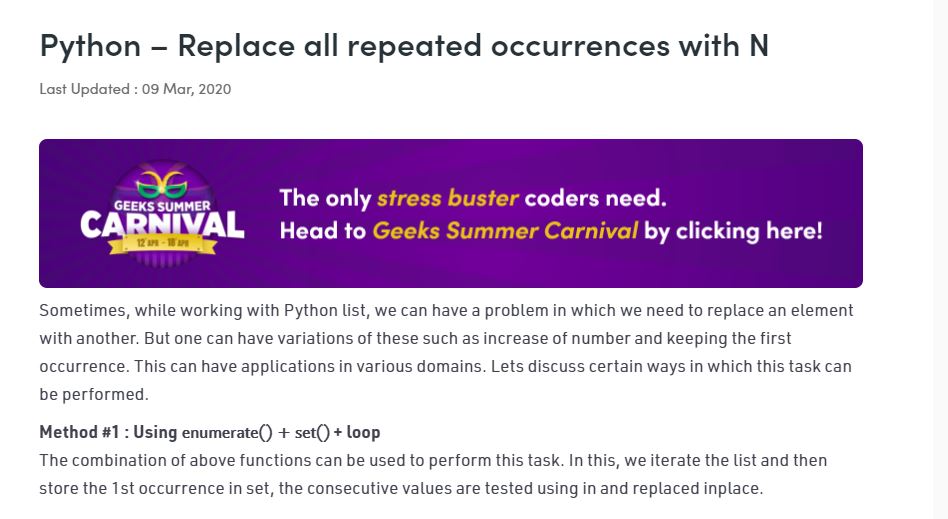 Python – Replace all repeated occurrences with N
Last Updated : 09 Mar, 2020
GEEKS SUMMER
CARNIVAL
12 APR - 18 APR
The only stress buster coders need.
Head to Geeks Summer Carnival by clicking here!
Sometimes, while working with Python list, we can have a problem in which we need to replace an element
with another. But one can have variations of these such as increase of number and keeping the first
occurrence. This can have applications in various domains. Lets discuss certain ways in which this task can
be performed.
Method #1 : Using enumerate() + set() + loop
The combination of above functions can be used to perform this task. In this, we iterate the list and then
store the 1st occurrence in set, the consecutive values are tested using in and replaced inplace.